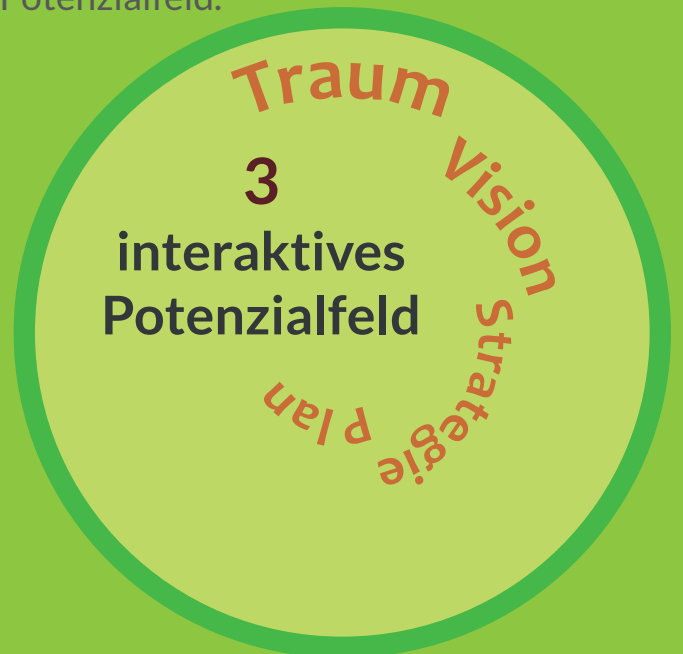 Potenzialfeld.
Traum
Vision
Strategie
Plan
3
interaktives
Potenzialfeld